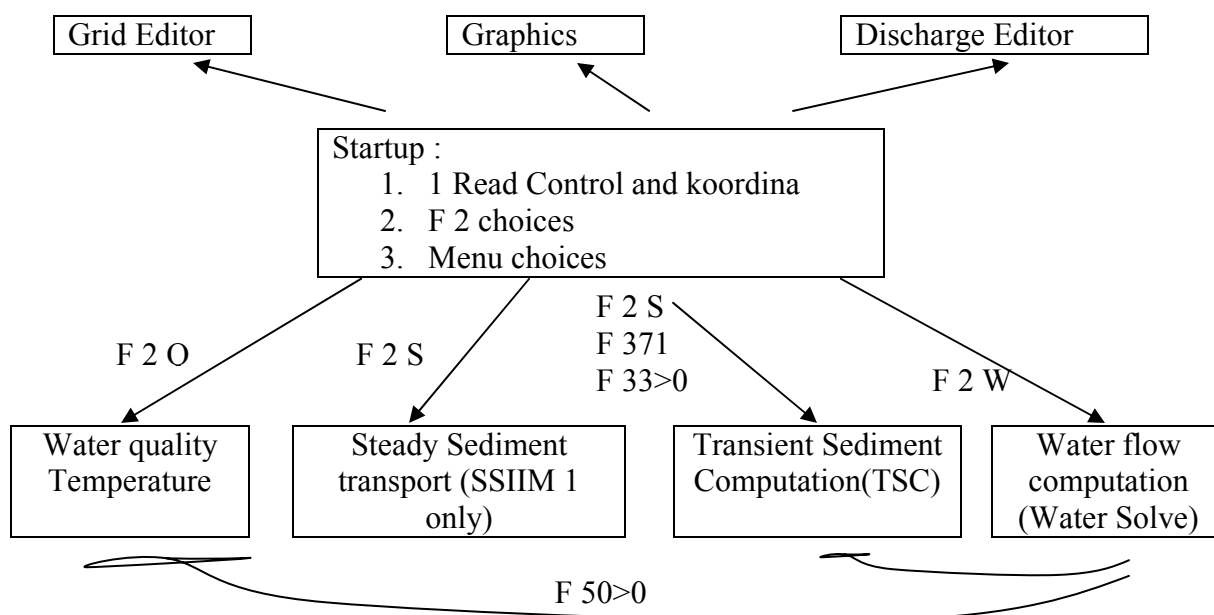 Grid Editor
Graphics
Discharge Editor
Startup :
1. 1 Read Control and koordina
2. F 2 choices
3. Menu choices
F 2 O
F 2 S
F 2 S
F 371
F 33>0
F 2 W
Water quality
Temperature
Steady Sediment
transport (SSIIM 1
only)
Transient Sediment
Computation(TSC)
Water flow
computation
(Water Solve)
F 50>0